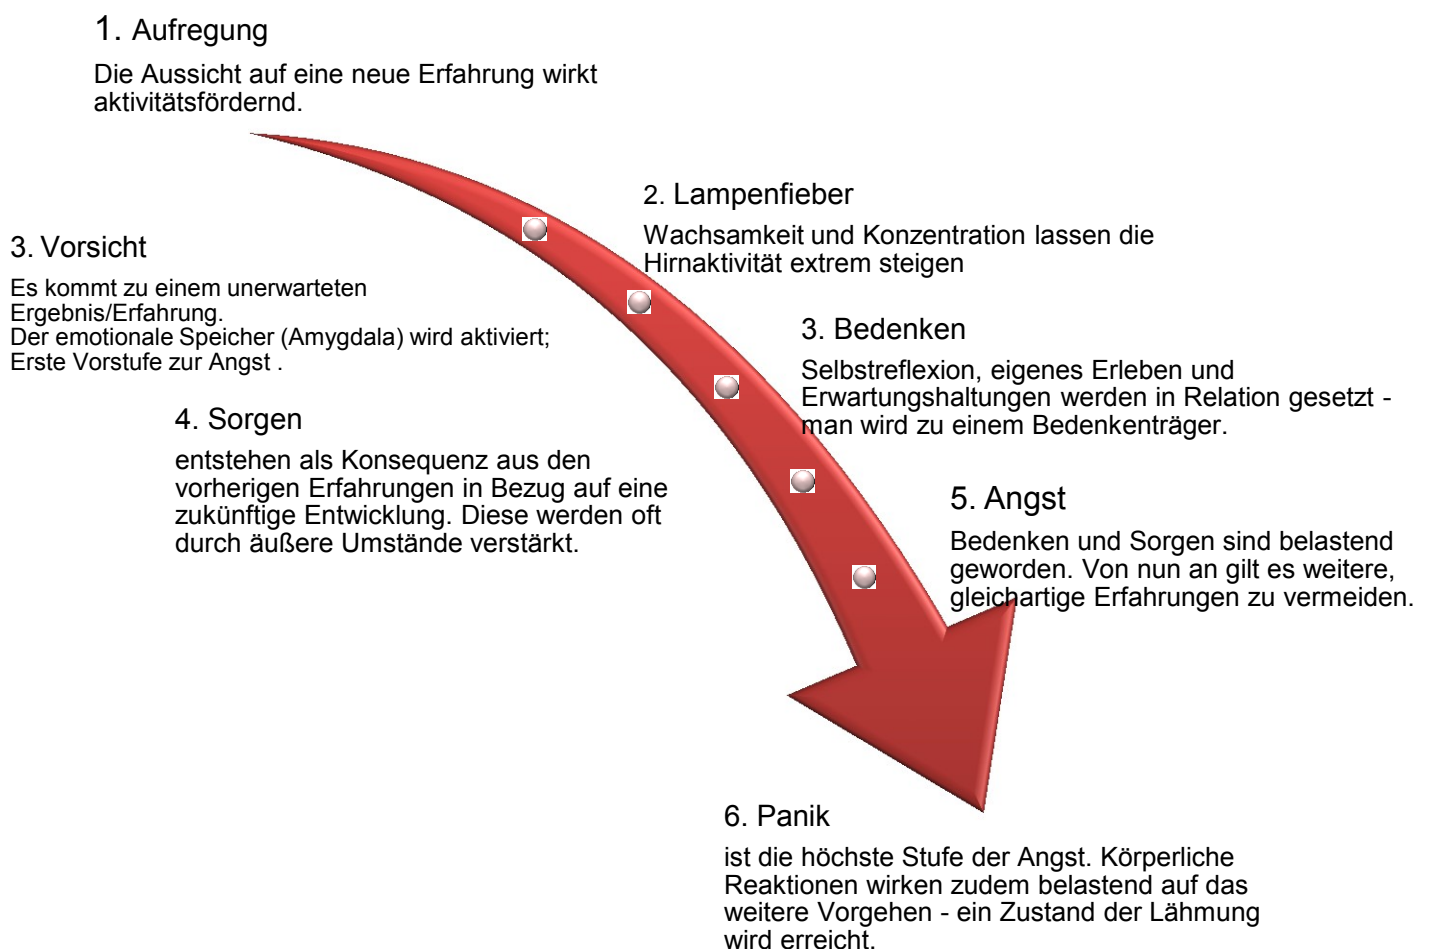 1. Aufregung
Die Aussicht auf eine neue Erfahrung wirkt
aktivitätsfördernd.
2. Lampenfieber
Wachsamkeit und Konzentration lassen die
Hirnaktivität extrem steigen
3. Vorsicht
Es kommt zu einem unerwarteten
Ergebnis/Erfahrung.
Der emotionale Speicher (Amygdala) wird aktiviert;
Erste Vorstufe zur Angst .
3. Bedenken
Selbstreflexion, eigenes Erleben und
Erwartungshaltungen werden in Relation gesetzt -
man wird zu einem Bedenkenträger.
4. Sorgen
entstehen als Konsequenz aus den
vorherigen Erfahrungen in Bezug auf eine
zukünftige Entwicklung. Diese werden oft
durch äußere Umstände verstärkt.
5. Angst
Bedenken und Sorgen sind belastend
geworden. Von nun an gilt es weitere,
gleichartige Erfahrungen zu vermeiden.
6. Panik
ist die höchste Stufe der Angst. Körperliche
Reaktionen wirken zudem belastend auf das
weitere Vorgehen - ein Zustand der Lähmung
wird erreicht.